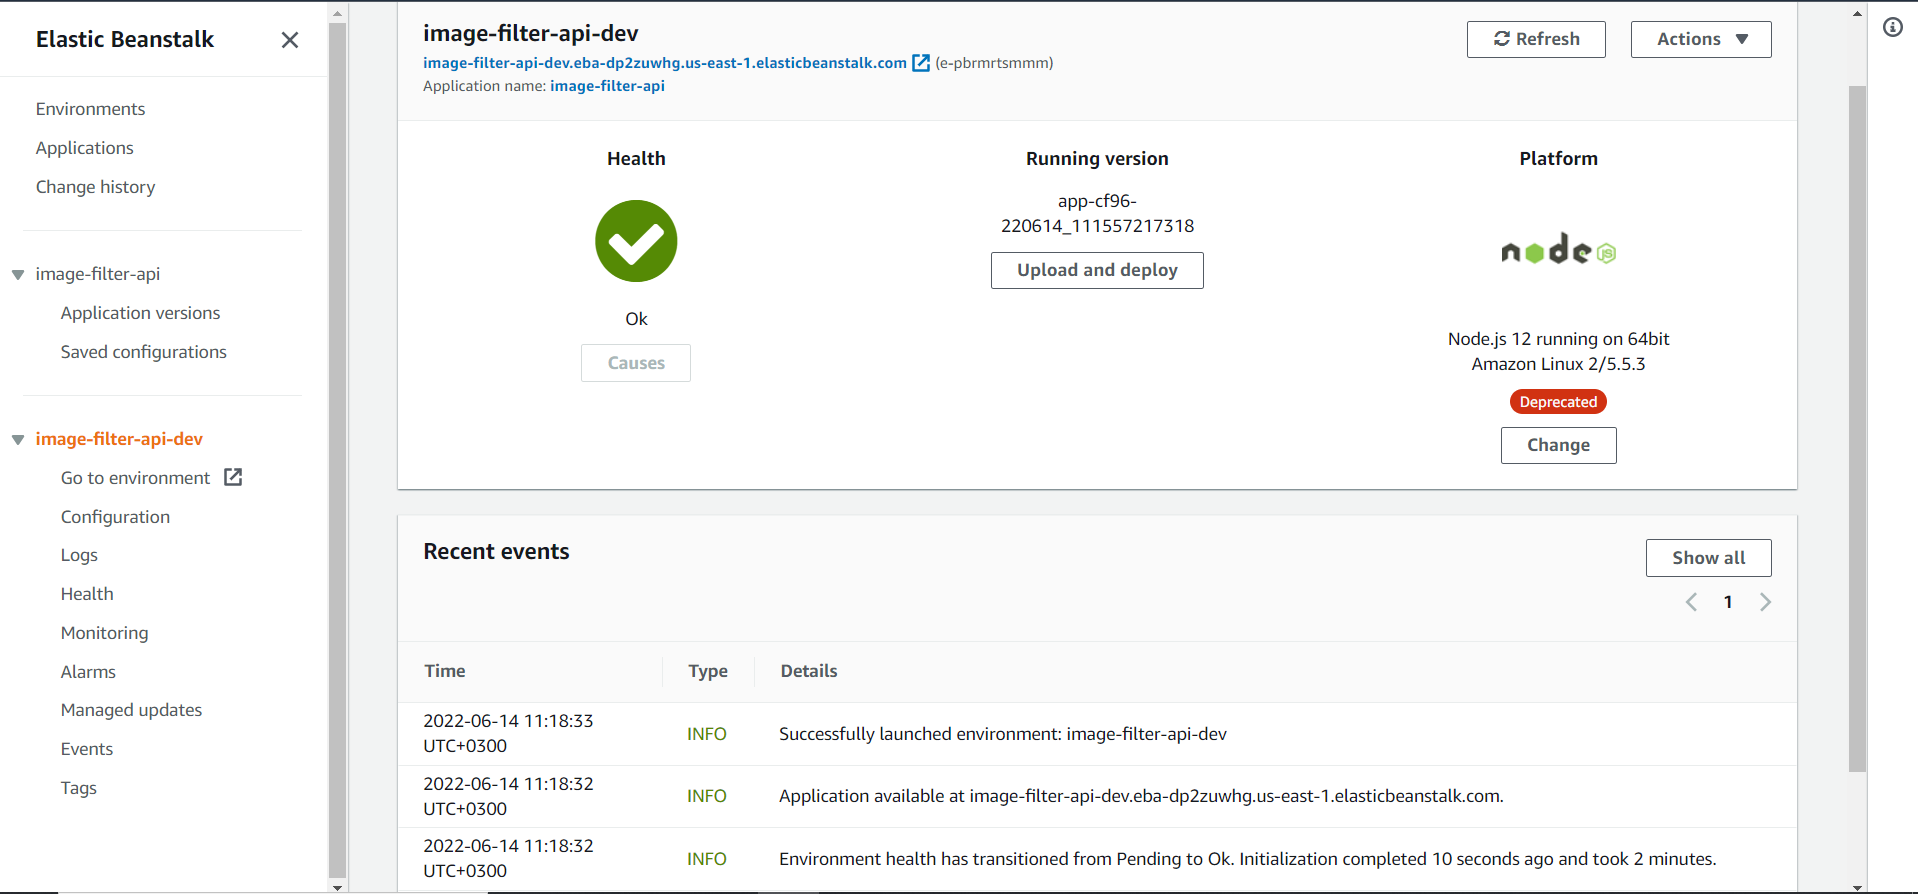 Elastic Beanstalk
Environments
Applications
Change history
image-filter-api
Application versions
Saved configurations
image-filter-api-dev
Go to environment
Configuration
Logs
Health
Monitoring
Alarms
Managed updates
Events
Tags
image-filter-api-dev
image-filter-api-dev.eba-dp2zuwhg.us-east-1.elasticbeanstalk.com (e-pbrmrtsmmm)
Application name: image-filter-api
Refresh
Actions
Health
Ok
Causes
Running version
app-cf96-
220614_111557217318
Upload and deploy
Platform
node
JS
Node.js 12 running on 64bit
Amazon Linux 2/5.5.3
Deprecated
Change
Recent events
Show all
1
Time Type Details
2022-06-14 11:18:33
UTC+0300
INFO
Successfully launched environment: image-filter-api-dev
2022-06-14 11:18:32
UTC+0300
INFO
Application available at image-filter-api-dev.eba-dp2zuwhg.us-east-1.elasticbeanstalk.com.
2022-06-14 11:18:32
UTC+0300
INFO
Environment health has transitioned from Pending to Ok. Initialization completed 10 seconds ago and took 2 minutes.